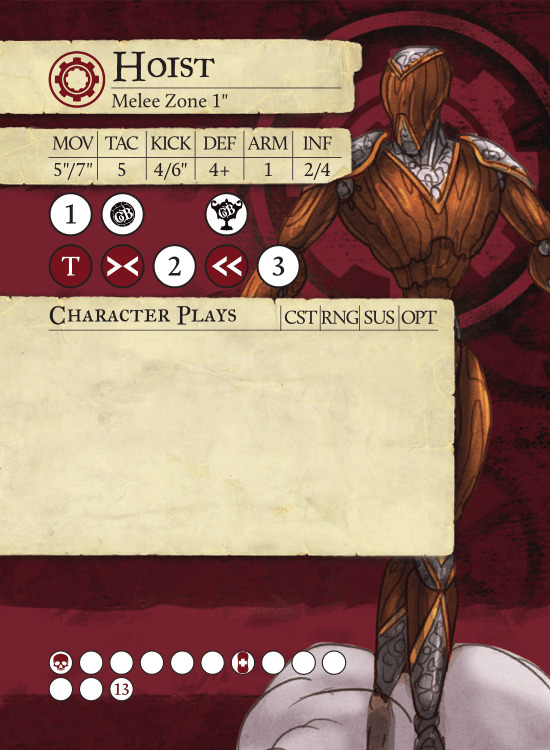 Hoist
Melee Zone 1"
MOV TAC KICK DEF ARM INF
5"/7" 5 4/6" 4+ 1 2/4
1 GB GB
T 2 3
Character Plays CST RNG SUS OPT
13